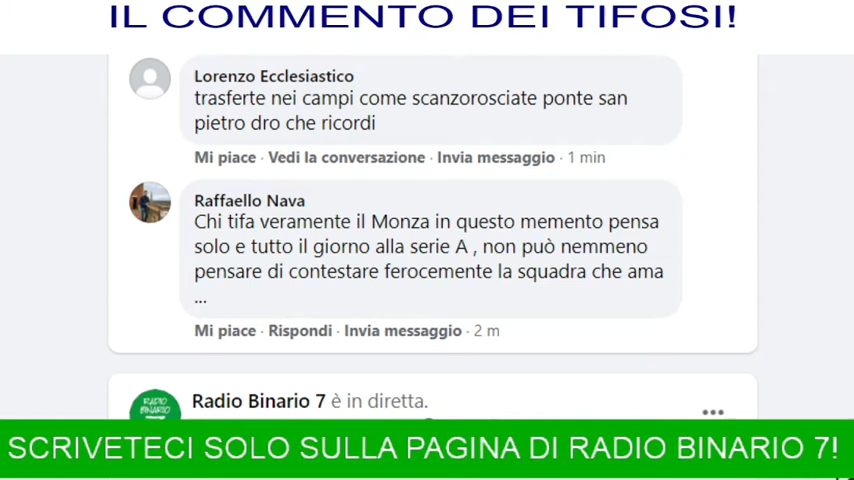 IL COMMENTO DEI TIFOSI!
Lorenzo Ecclesiastico
trasferte nei campi come scanzorosciate ponte san
pietro dro che ricordi
Mi piace · Vedi la conversazione · Invia messaggio · 1 min
Raffaello Nava
Chi tifa veramente il Monza in questo memento pensa
solo e tutto il giorno alla serie A , non può nemmeno
pensare di contestare ferocemente la squadra che ama
...
Mi piace · Rispondi · Invia messaggio · 2 m
RADIO
BINARIO
Radio Binario 7 è in diretta.
SCRIVETECI SOLO SULLA PAGINA DI RADIO BINARIO 7!